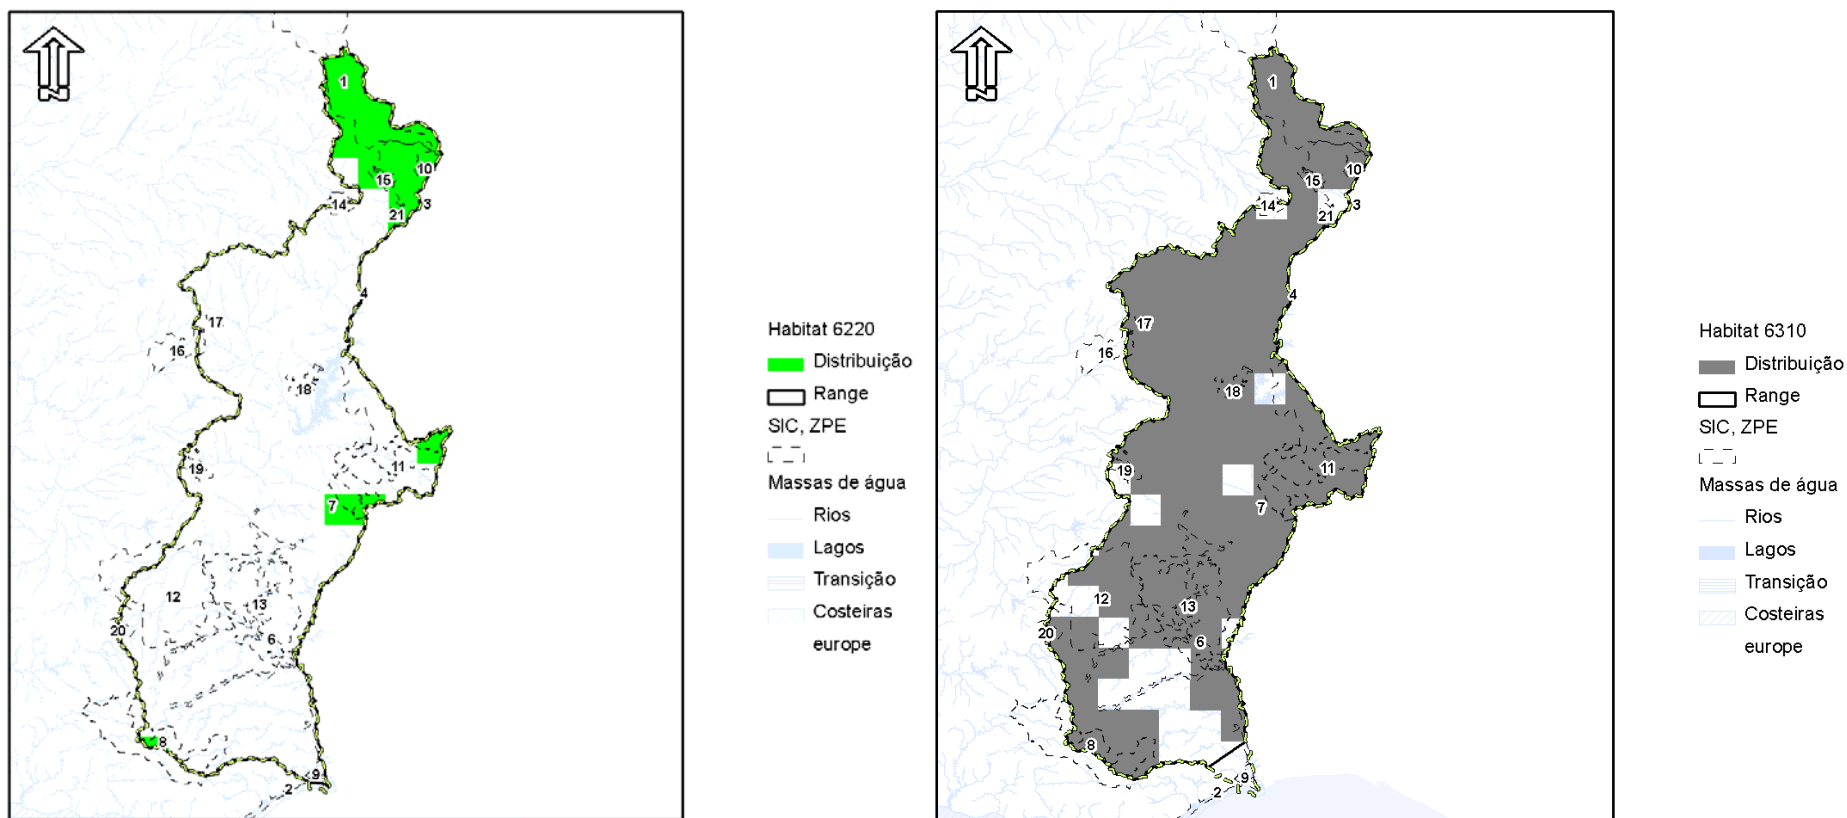 N
1
10
15
14
21
3
4
17
16
18
19
11
7
12
13
20
6
8
9
2
Habitat 6220
Distribuição
Range
SIC, ZPE
Massas de água
Rios
Lagos
Transição
Costeiras
europe
N
1
10
15
14
21
3
4
17
16
18
19
11
7
12
13
20
6
8
9
2
Habitat 6310
Distribuição
Range
SIC, ZPE
Massas de água
Rios
Lagos
Transição
Costeiras
europe